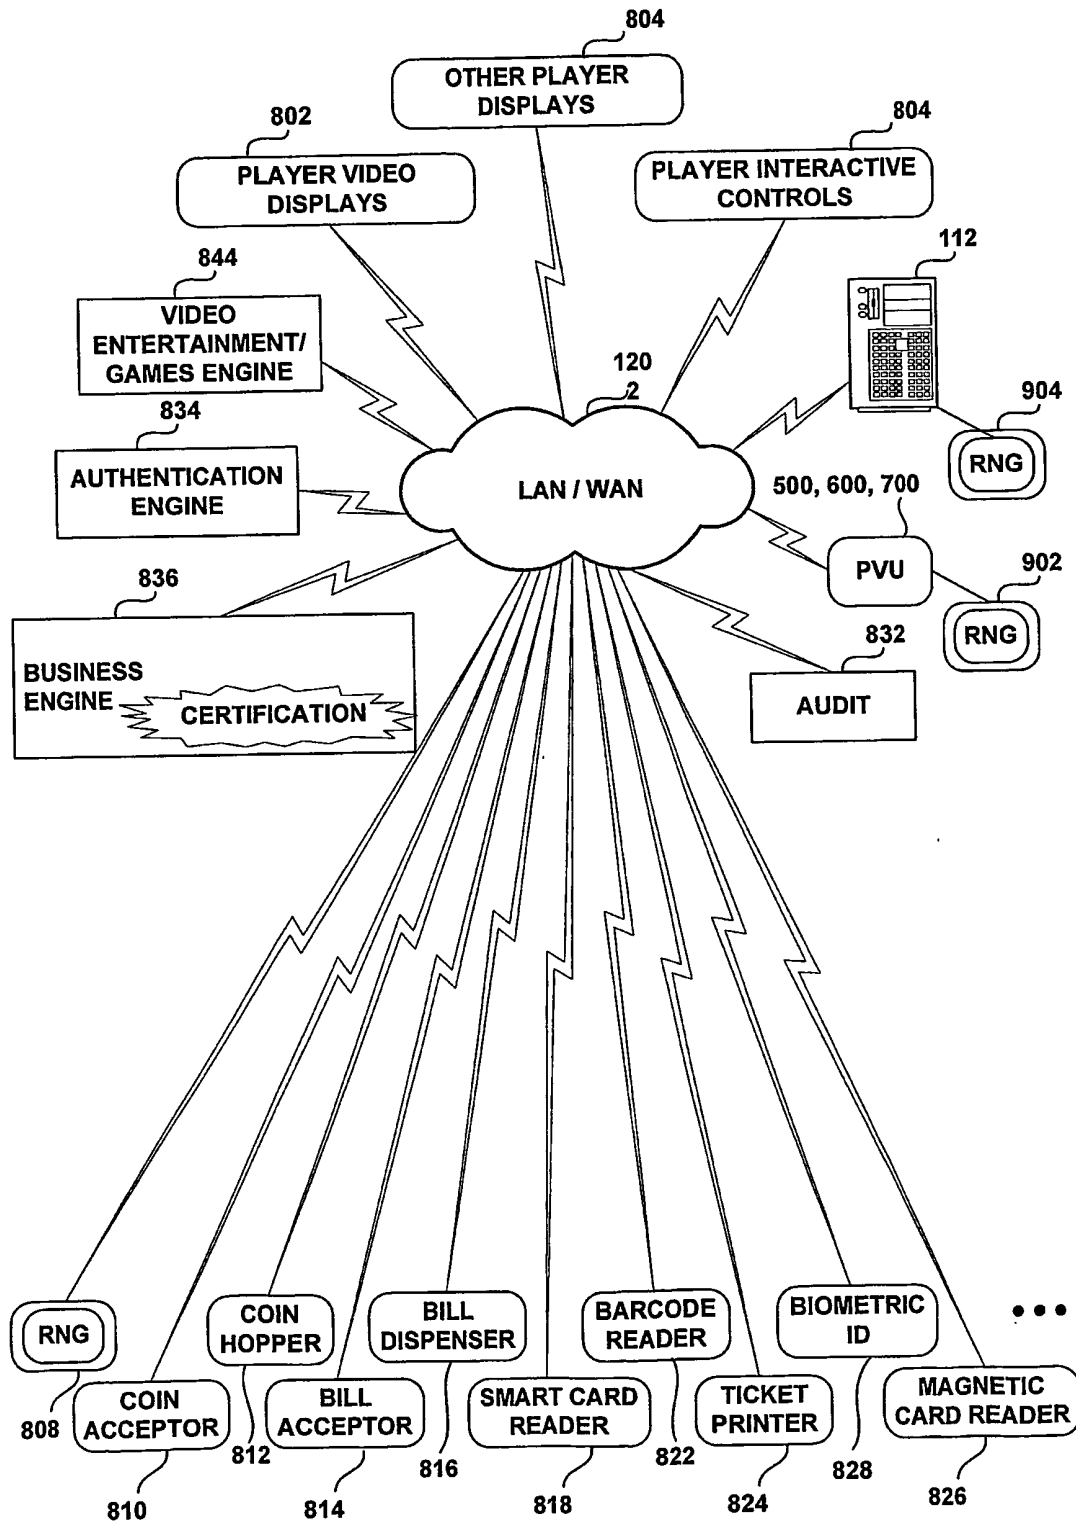 804
OTHER PLAYER
DISPLAYS
802
PLAYER VIDEO
DISPLAYS
804
PLAYER INTERACTIVE
CONTROLS
844
VIDEO
ENTERTAINMENT/
GAMES ENGINE
112
120
2
834
AUTHENTICATION
ENGINE
LAN / WAN
904
RNG
500, 600, 700
PVU
902
RNG
836
BUSINESS
ENGINE
CERTIFICATION
832
AUDIT
RNG
808
COIN
ACCEPTOR
810
COIN
HOPPER
812
BILL
ACCEPTOR
814
BILL
DISPENSER
816
SMART CARD
READER
818
BARCODE
READER
822
TICKET
PRINTER
824
BIOMETRIC
ID
828
MAGNETIC
CARD READER
826